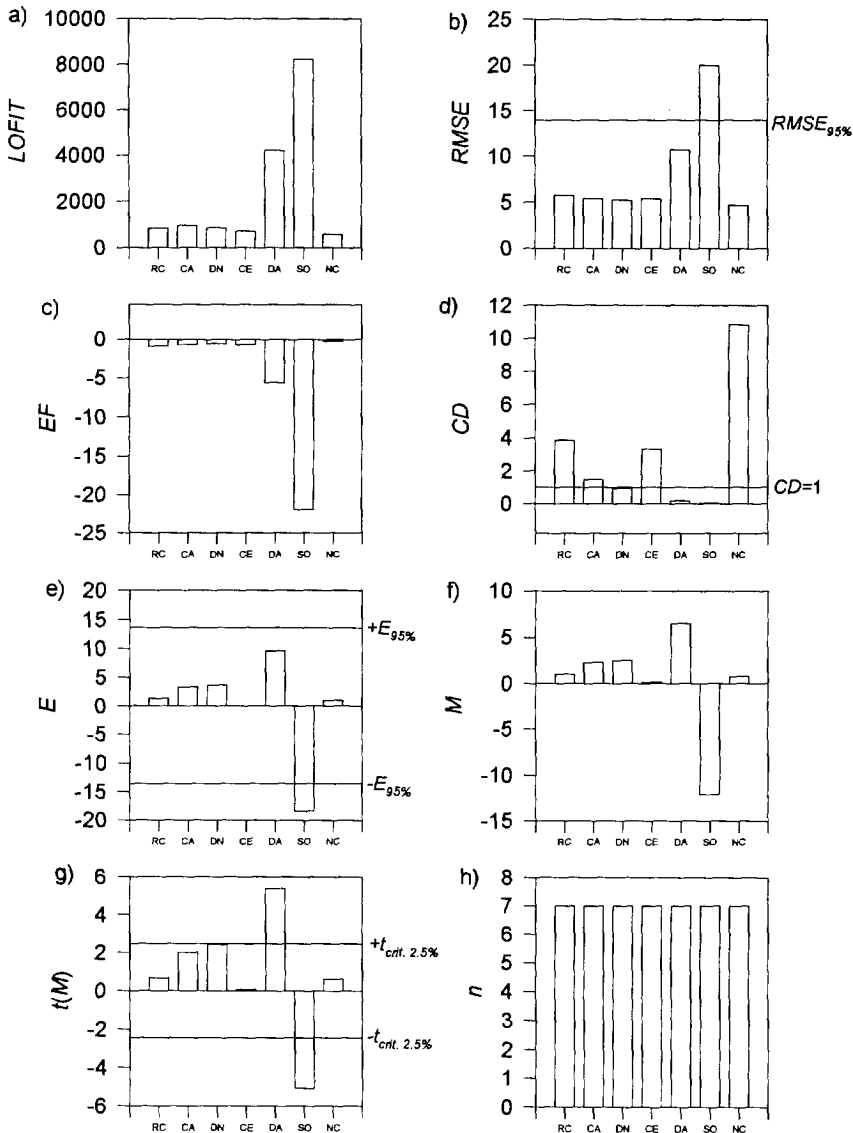 a)
LOFIT
10000
8000
6000
4000
2000
0
RC CA DN CE DA SO NC
b)
RMSE
25
20
15
10
5
0
RMSE95%
RC CA DN CE DA SO NC
c)
EF
0
-5
-10
-15
-20
-25
RC CA DN CE DA SO NC
d)
CD
12
10
8
6
4
2
0
CD=1
RC CA DN CE DA SO NC
e)
E
20
15
10
5
0
-5
-10
-15
-20
+E95%
-E95%
RC CA DN CE DA SO NC
f)
M
10
5
0
-5
-10
-15
RC CA DN CE DA SO NC
g)
t(M)
6
4
2
0
-2
-4
-6
+tcrit. 2.5%
-tcrit. 2.5%
RC CA DN CE DA SO NC
h)
n
8
7
6
5
4
3
2
1
0
RC CA DN CE DA SO NC